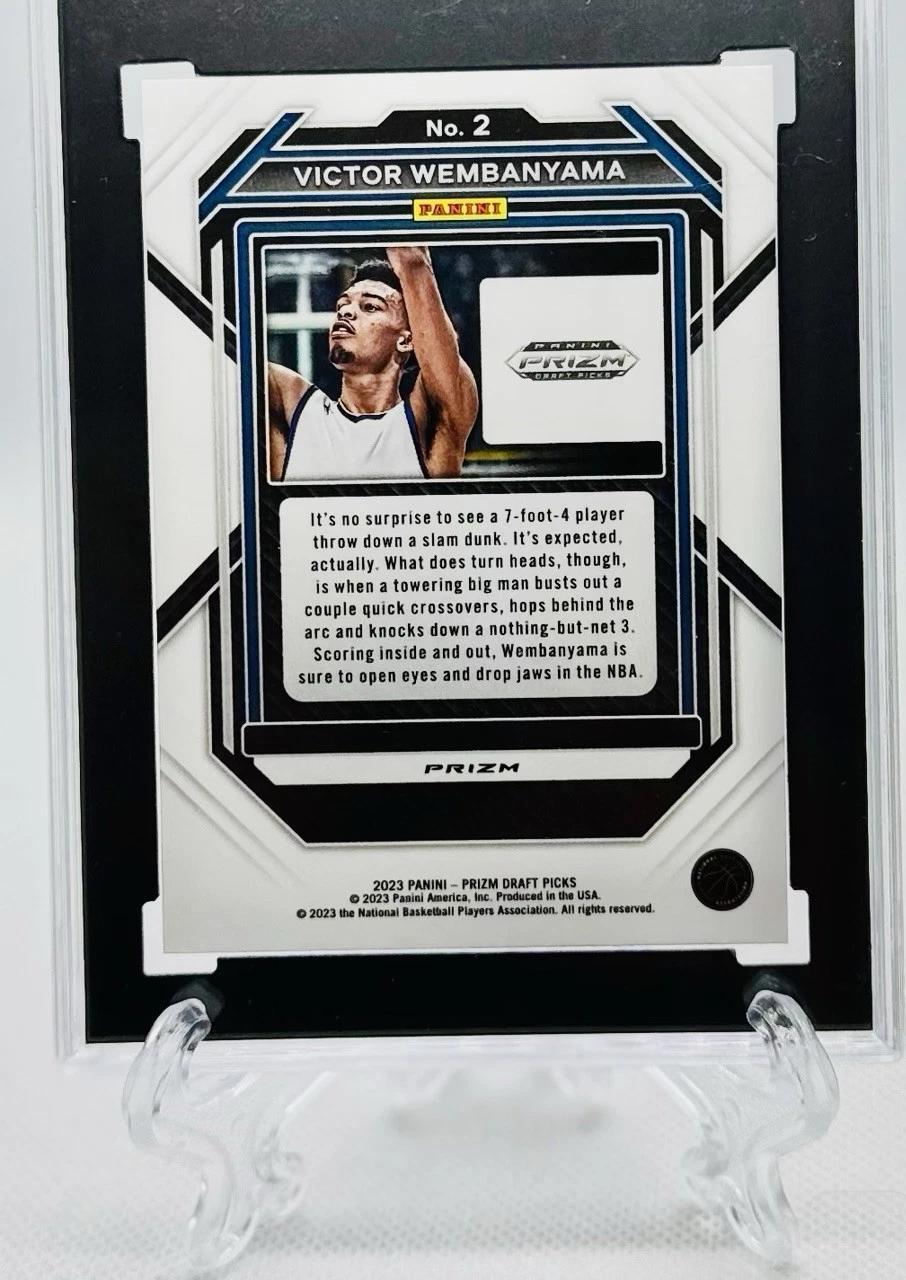 No. 2
VICTOR WEMBANYAMA
PANINI
PANINI
PRIZM
DRAFT PICKS
It's no surprise to see a 7-foot-4 player
throw down a slam dunk. It's expected,
actually. What does turn heads, though,
is when a towering big man busts out a
couple quick crossovers, hops behind the
arc and knocks down a nothing-but-net 3.
Scoring inside and out, Wembanyama is
sure to open eyes and drop jaws in the NBA.
PRIZM
2023 PANINI – PRIZM DRAFT PICKS
© 2023 Panini America, Inc. Produced in the USA.
© 2023 the National Basketball Players Association. All rights reserved.